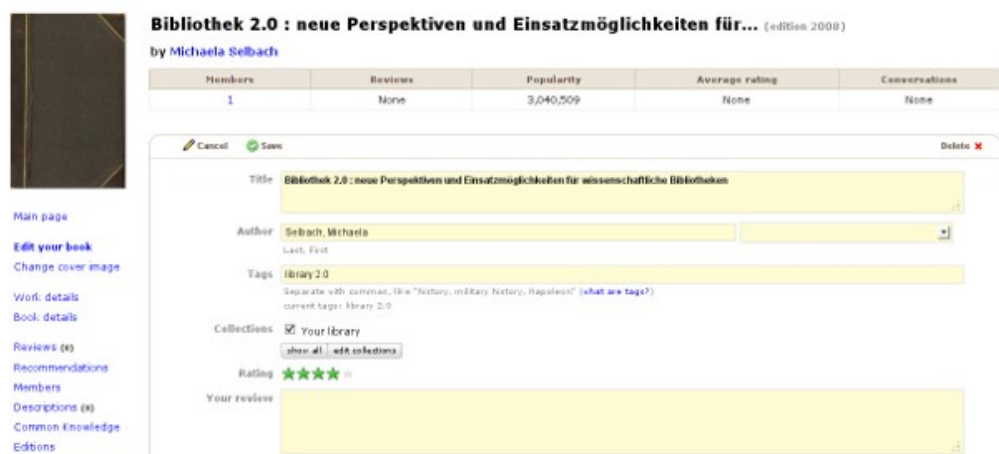 Bibliothek 2.0 : neue Perspektiven und Einsatzmöglichkeiten für... (edition 2008)
by Michaela Selbach
Members Reviews Popularity Average rating Conversations
1 None 3,040,509 None None
Cancel Save Delete
Title Bibliothek 2.0 : neue Perspektiven und Einsatzmöglichkeiten für wissenschaftliche Bibliotheken
Author Selbach, Michaela
Last, First
Tags library 2.0
Separate with commas, like "history, military history, Napoleon" (what are tags?)
current tags: library 2.0
Collections Your library
show all edit collections
Rating
Your review
Main page
Edit your book
Change cover image
Work details
Book details
Reviews (0)
Recommendations
Members
Descriptions (0)
Common Knowledge
Editions